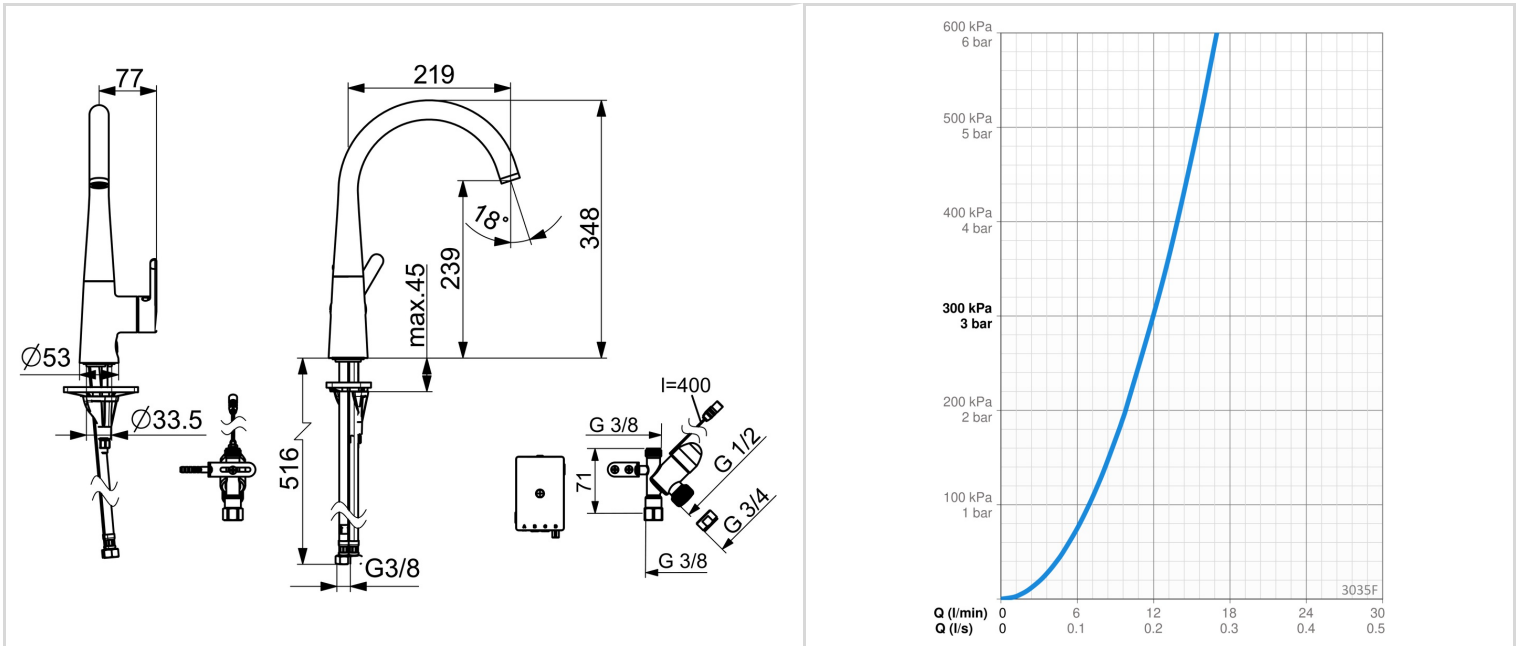 77
219
348
18°
239
max.45
Ø53
Ø33.5
516
G3/8
l=400
G 3/8
G 1/2
71
G 3/4
G 3/8
600 kPa
6 bar
500 kPa
5 bar
400 kPa
4 bar
300 kPa
3 bar
200 kPa
2 bar
100 kPa
1 bar
3035F
Q (l/min) 0 6 12 18 24 30
Q (l/s) 0 0.1 0.2 0.3 0.4 0.5